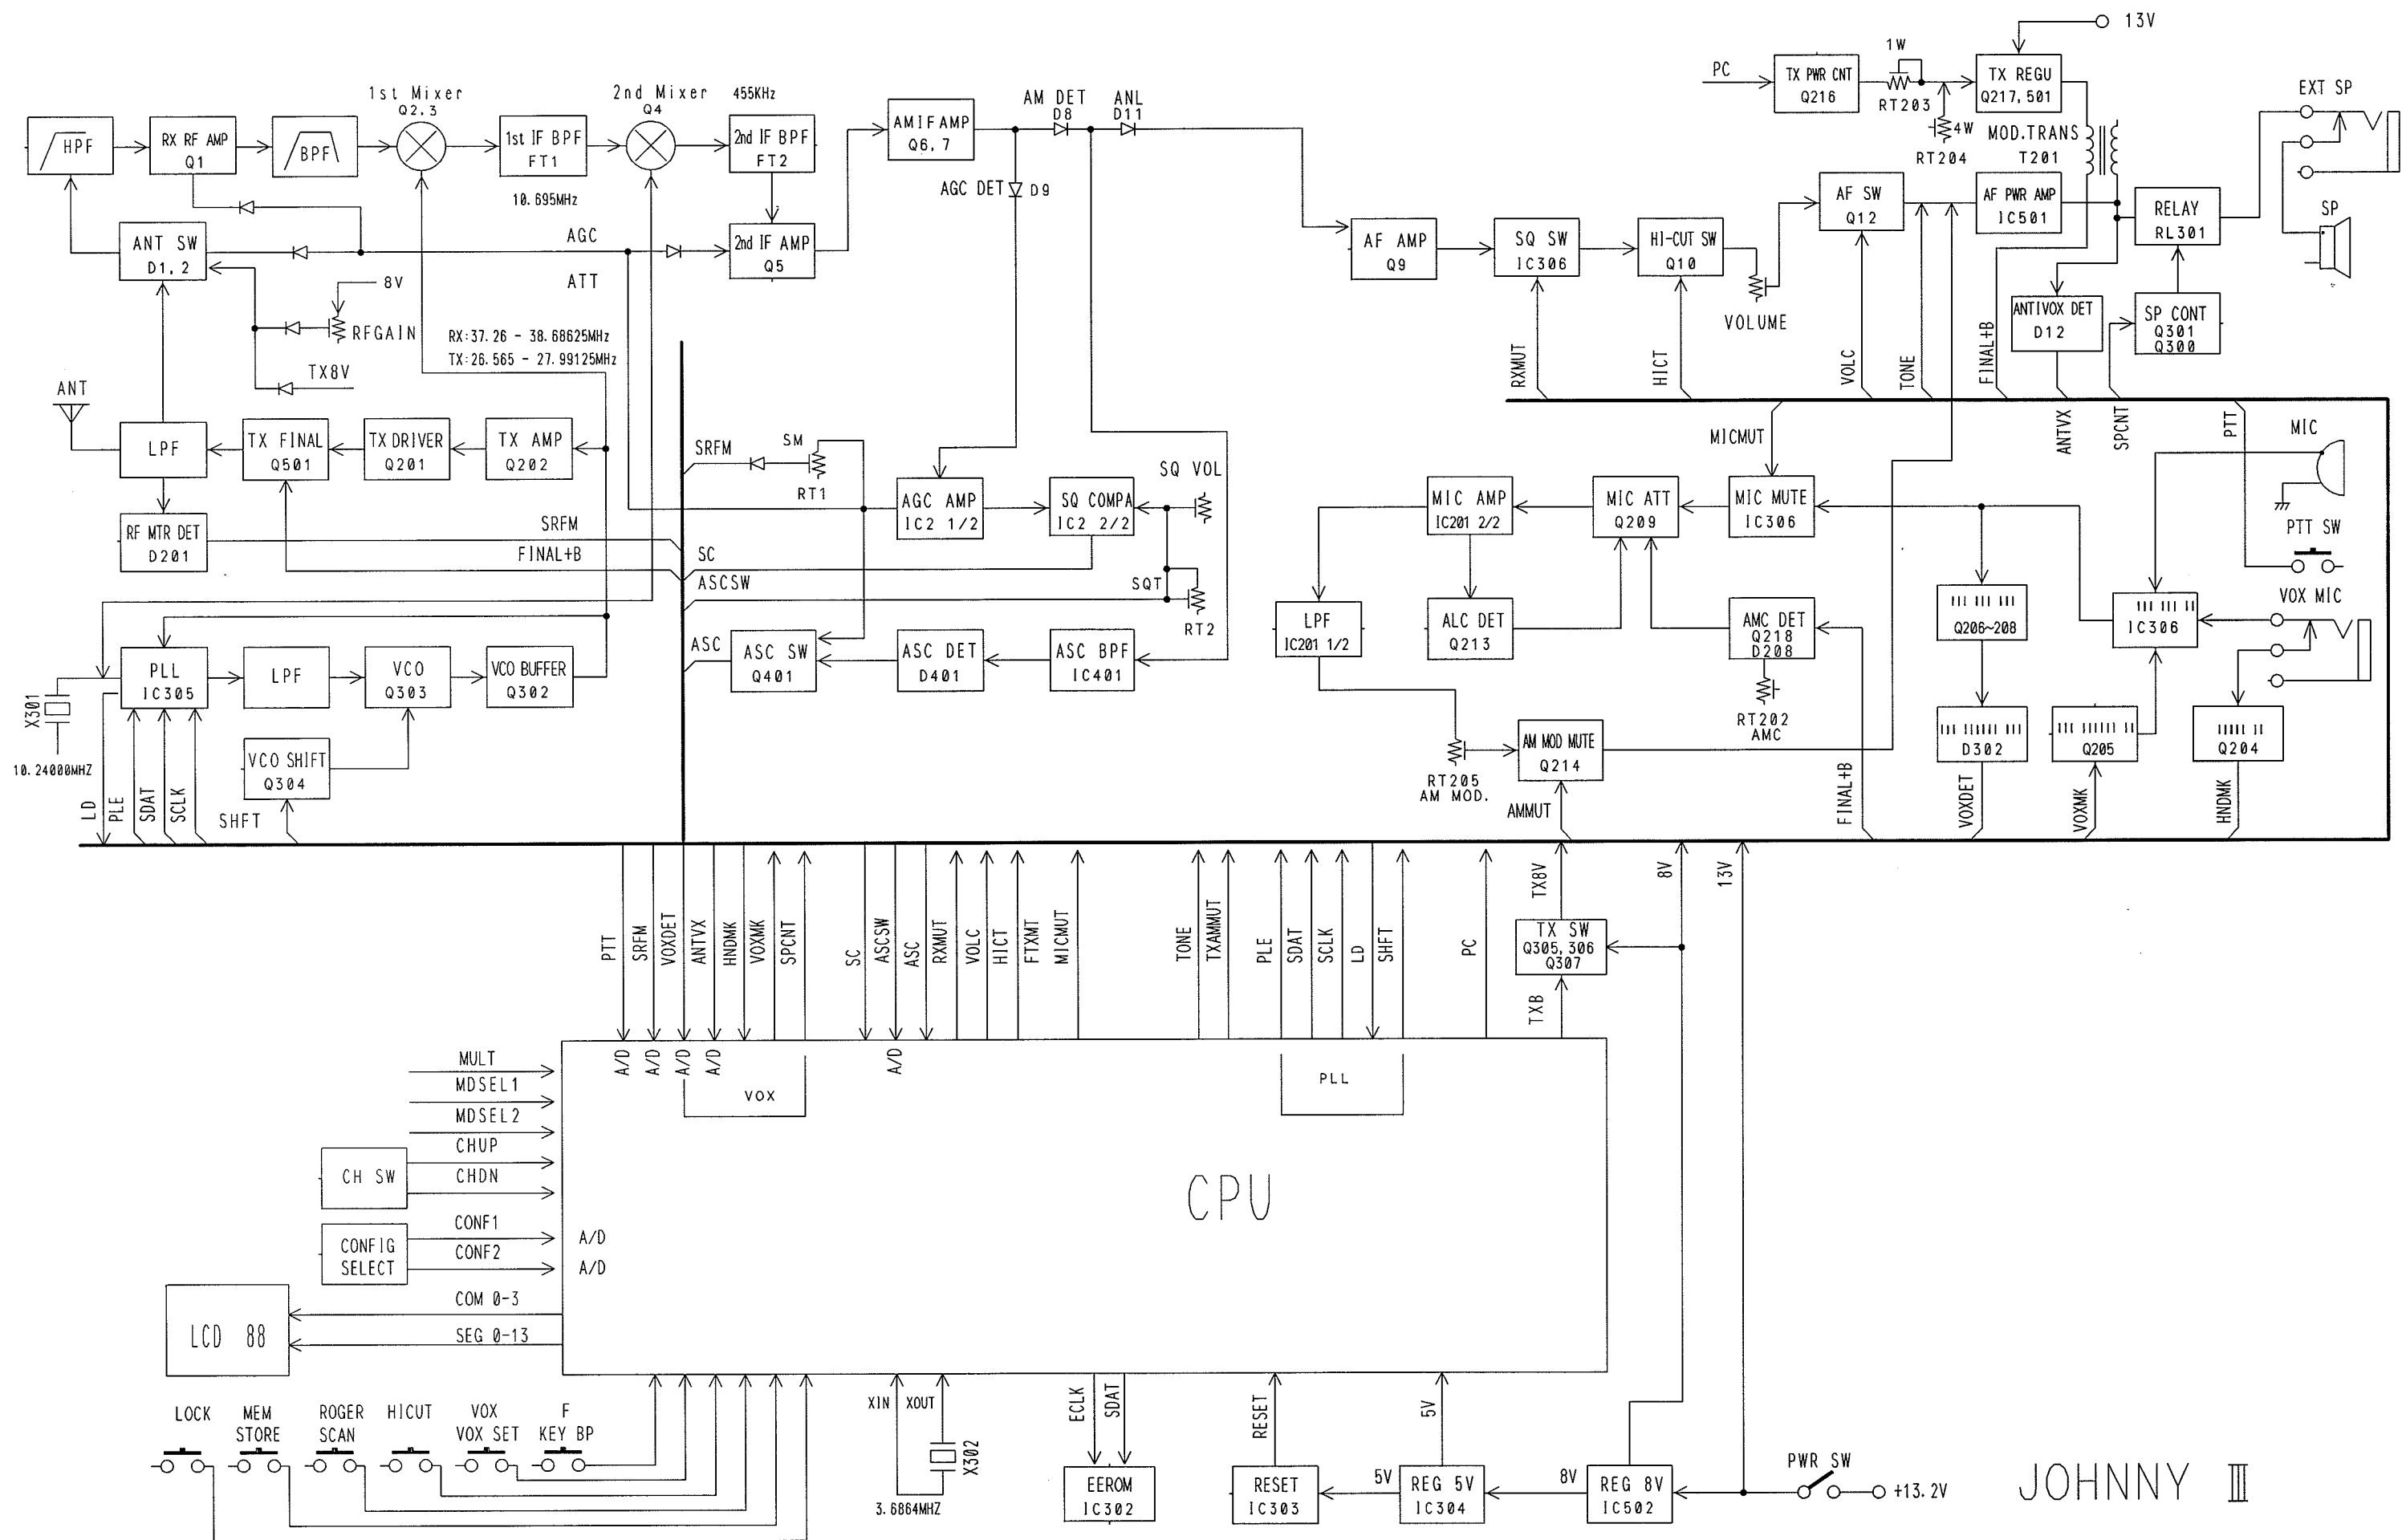 13V
PC
TX PWR CNT
Q216
1W
RT203
TX REGU
Q217,501
4W
RT204
MOD.TRANS
T201
EXT SP
1st Mixer
Q2,3
2nd Mixer
Q4
455KHz
HPF
RX RF AMP
Q1
BPF
1st IF BPF
FT1
10.695MHz
2nd IF BPF
FT2
AMIFAMP
Q6,7
AM DET
D8
ANL
D11
AGC DET
D9
ANT SW
D1,2
AGC
ATT
2nd IF AMP
Q5
8V
RFGAIN
TX8V
RX:37.26 - 38.68625MHz
TX:26.565 - 27.99125MHz
AF AMP
Q9
SQ SW
IC306
HI-CUT SW
Q10
VOLUME
AF SW
Q12
AF PWR AMP
IC501
RELAY
RL301
SP
ANTIVOX DET
D12
SP CONT
Q301
Q300
RXMUT
HICT
VOLC
TONE
FINAL+B
ANTVX
SPCNT
PTT
ANT
LPF
TX FINAL
Q501
TX DRIVER
Q201
TX AMP
Q202
RF MTR DET
D201
SRFM
FINAL+B
SRFM
SM
RT1
AGC AMP
IC2 1/2
SQ COMPA
IC2 2/2
SQ VOL
SC
ASCSW
SQT
RT2
ASC
ASC SW
Q401
ASC DET
D401
ASC BPF
IC401
MICMUT
MIC AMP
IC201 2/2
MIC ATT
Q209
MIC MUTE
IC306
MIC
PTT SW
VOX MIC
LPF
IC201 1/2
ALC DET
Q213
AMC DET
Q218
D208
RT202
AMC
Q206~208
IC306
D302
Q205
Q204
RT205
AM MOD.
AM MOD MUTE
Q214
AMMUT
FINAL+B
VOXDET
VOXMK
HNDMK
PLL
IC305
LPF
VCO
Q303
VCO BUFFER
Q302
X301
10.24000MHZ
VCO SHIFT
Q304
LD
PLE
SDAT
SCLK
SHFT
PTT
SRFM
VOXDET
ANTVX
HNDMK
VOXMK
SPCNT
SC
ASCSW
ASC
RXMUT
VOLC
HICT
FTXMT
MICMUT
TONE
TXAMMUT
PLE
SDAT
SCLK
LD
SHFT
PC
TX8V
8V
13V
TX SW
Q305,306
Q307
TXB
A/D
A/D
A/D
A/D
A/D
VOX
PLL
MULT
MDSEL1
MDSEL2
CH SW
CHUP
CHDN
CONFIG
SELECT
CONF1
CONF2
A/D
A/D
CPU
LCD 88
COM 0-3
SEG 0-13
LOCK
MEM
STORE
ROGER
SCAN
HICUT
VOX
VOX SET
F
KEY BP
XIN
XOUT
X302
3.6864MHZ
ECLK
SDAT
EEROM
IC302
RESET
RESET
IC303
5V
5V
REG 5V
IC304
8V
REG 8V
IC502
PWR SW
+13.2V
JOHNNY III